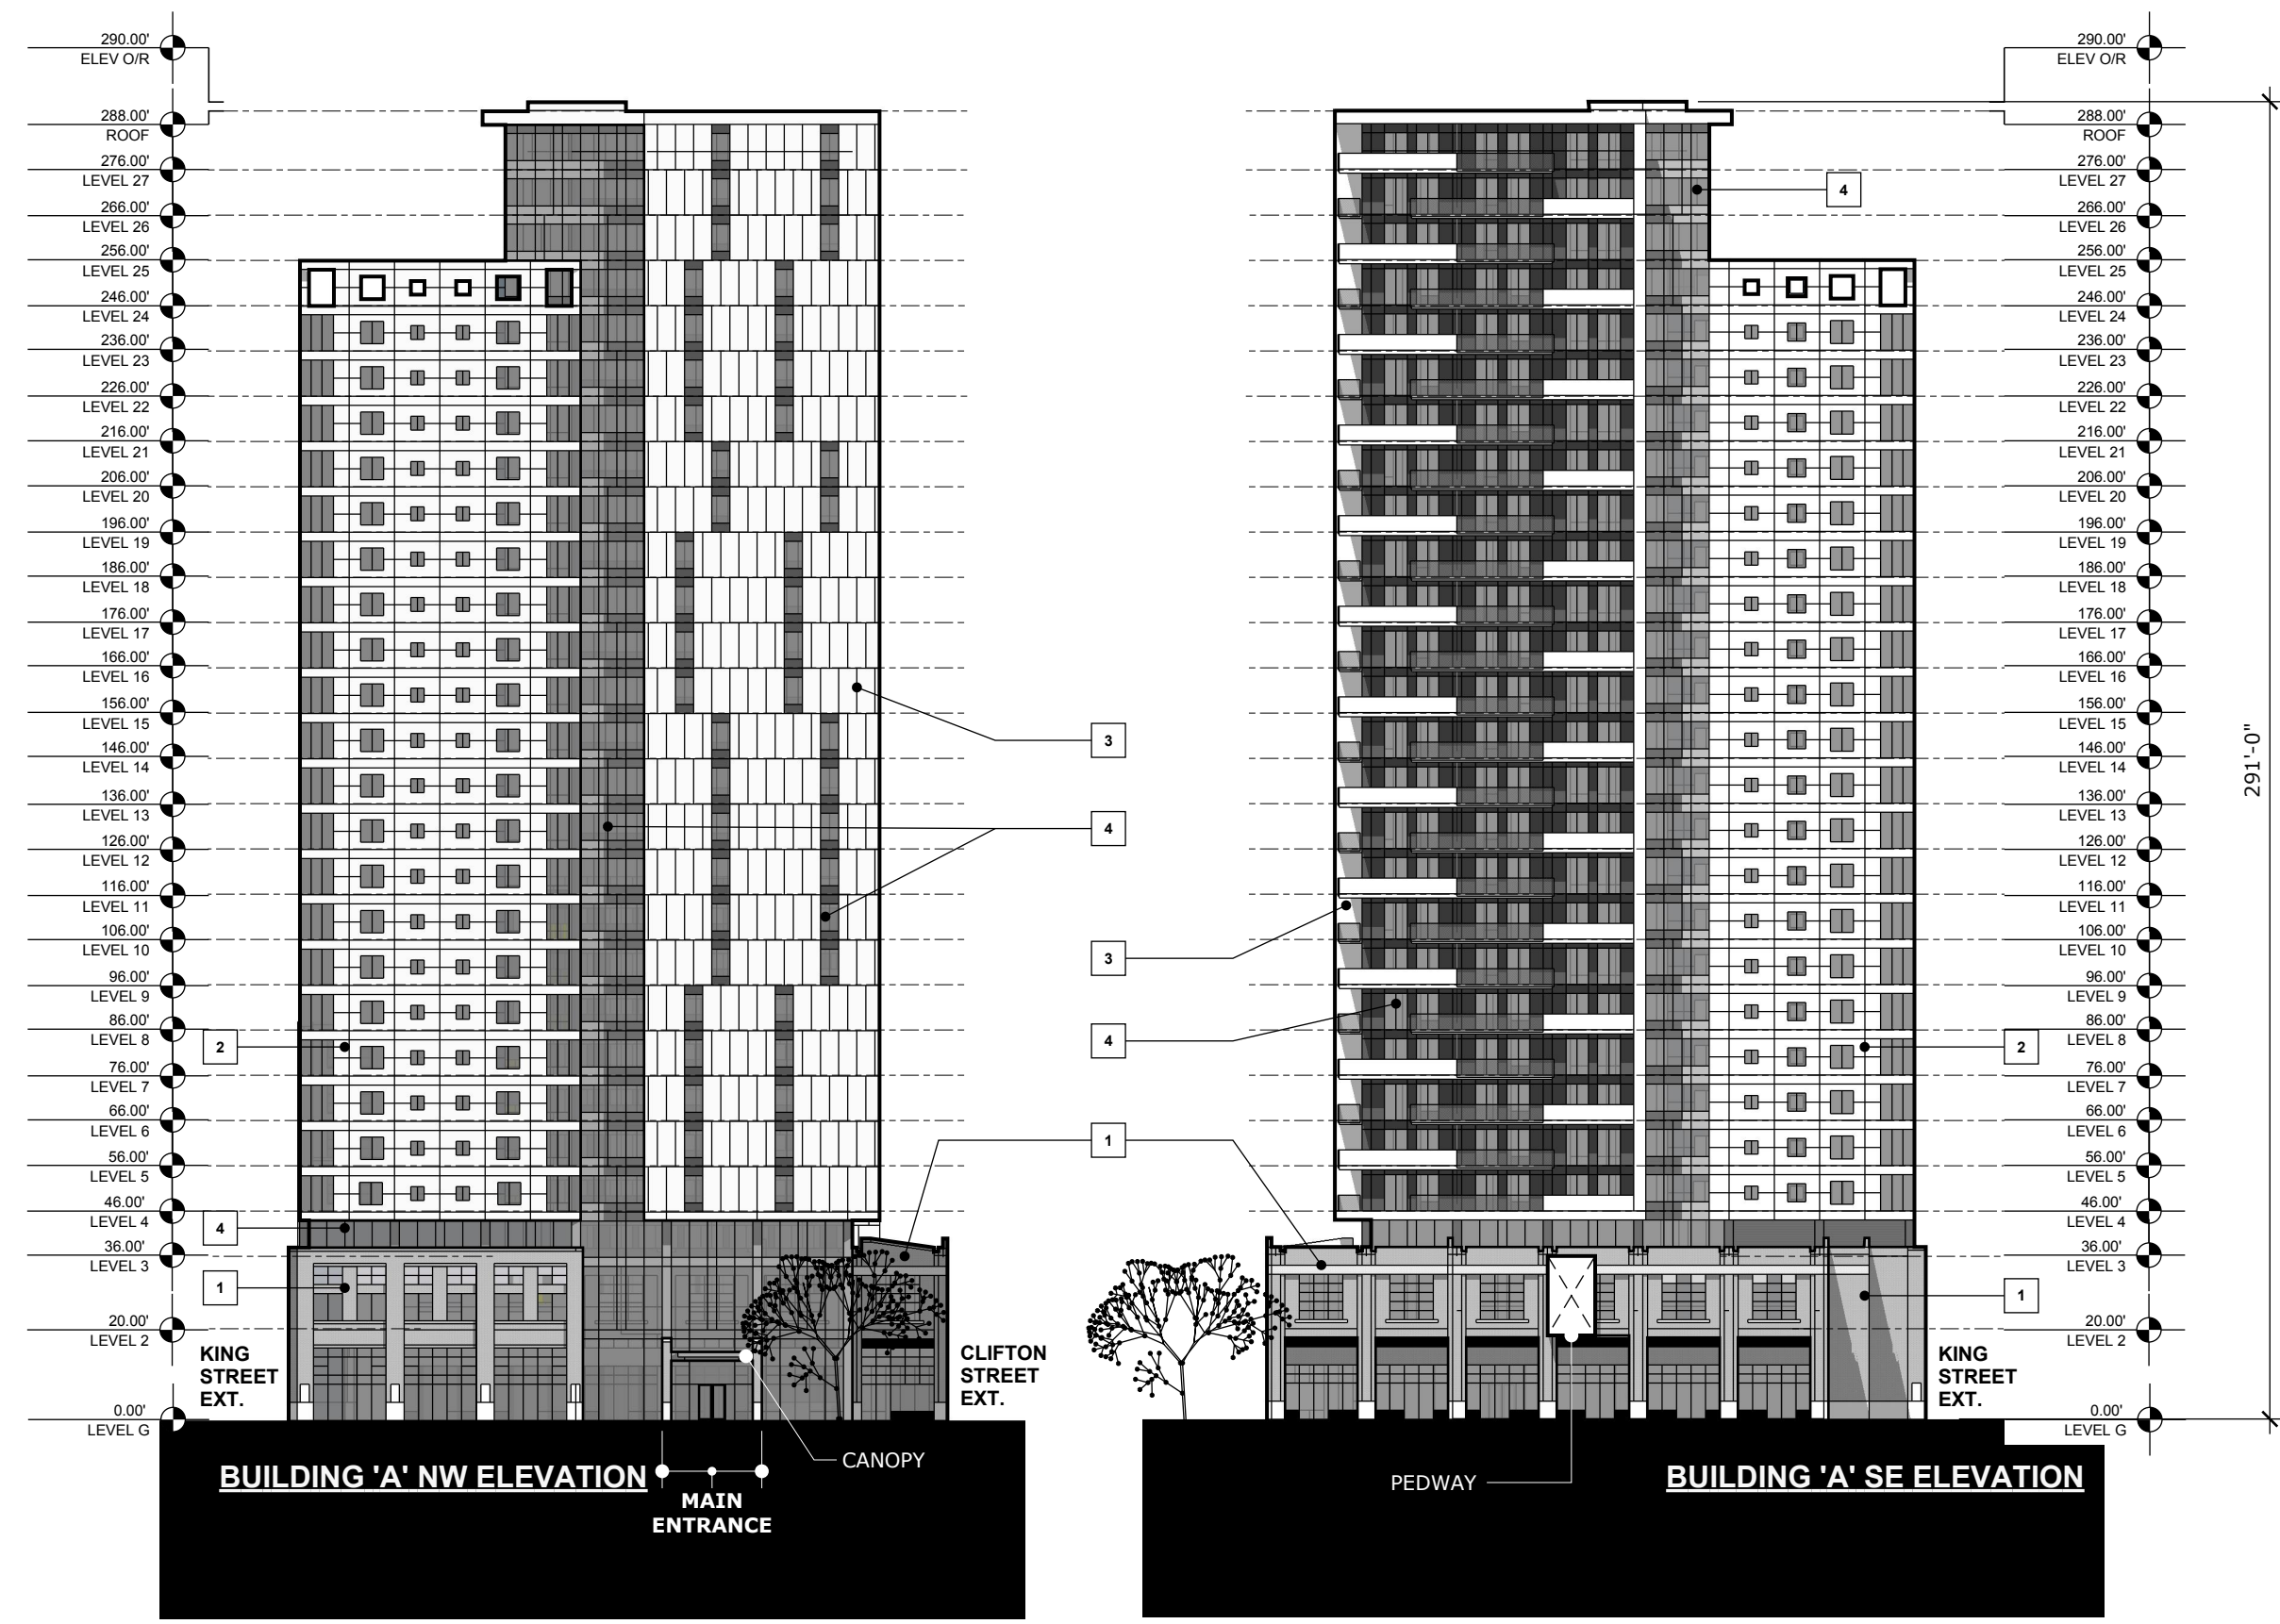 290.00'
ELEV O/R
288.00'
ROOF
276.00'
LEVEL 27
266.00'
LEVEL 26
256.00'
LEVEL 25
246.00'
LEVEL 24
236.00'
LEVEL 23
226.00'
LEVEL 22
216.00'
LEVEL 21
206.00'
LEVEL 20
196.00'
LEVEL 19
186.00'
LEVEL 18
176.00'
LEVEL 17
166.00'
LEVEL 16
156.00'
LEVEL 15
146.00'
LEVEL 14
136.00'
LEVEL 13
126.00'
LEVEL 12
116.00'
LEVEL 11
106.00'
LEVEL 10
96.00'
LEVEL 9
86.00'
LEVEL 8
76.00'
LEVEL 7
66.00'
LEVEL 6
56.00'
LEVEL 5
46.00'
LEVEL 4
36.00'
LEVEL 3
20.00'
LEVEL 2
0.00'
LEVEL G
2
4
1
KING
STREET
EXT.
CLIFTON
STREET
EXT.
BUILDING 'A' NW ELEVATION
MAIN
ENTRANCE
CANOPY
3
4
3
4
1
4
2
1
KING
STREET
EXT.
PEDWAY
BUILDING 'A' SE ELEVATION
290.00'
ELEV O/R
288.00'
ROOF
276.00'
LEVEL 27
266.00'
LEVEL 26
256.00'
LEVEL 25
246.00'
LEVEL 24
236.00'
LEVEL 23
226.00'
LEVEL 22
216.00'
LEVEL 21
206.00'
LEVEL 20
196.00'
LEVEL 19
186.00'
LEVEL 18
176.00'
LEVEL 17
166.00'
LEVEL 16
156.00'
LEVEL 15
146.00'
LEVEL 14
136.00'
LEVEL 13
126.00'
LEVEL 12
116.00'
LEVEL 11
106.00'
LEVEL 10
96.00'
LEVEL 9
86.00'
LEVEL 8
76.00'
LEVEL 7
66.00'
LEVEL 6
56.00'
LEVEL 5
46.00'
LEVEL 4
36.00'
LEVEL 3
20.00'
LEVEL 2
0.00'
LEVEL G
291'-0"